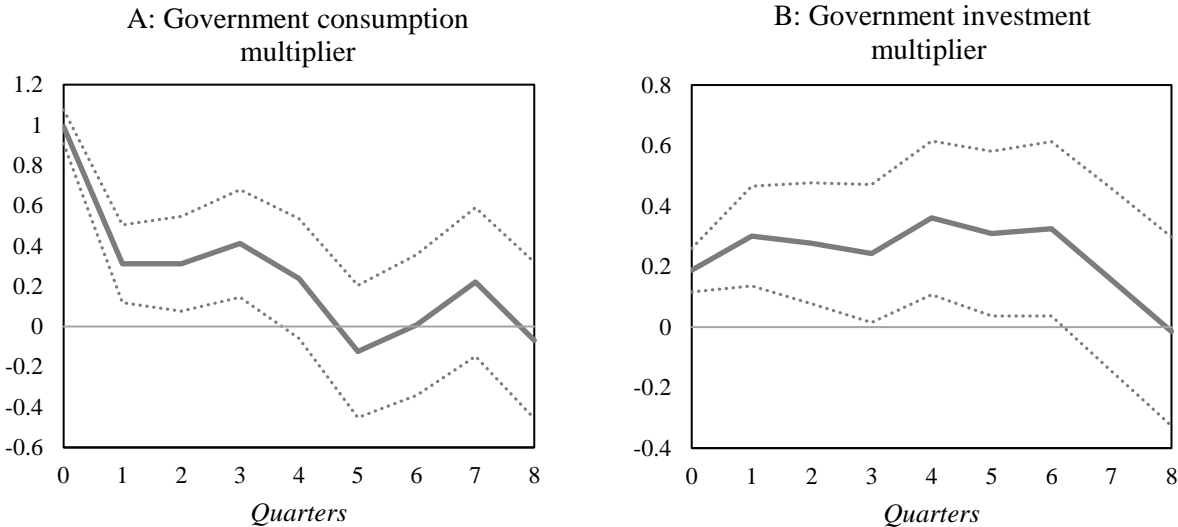 A: Government consumption
multiplier
1.2
1
0.8
0.6
0.4
0.2
0
-0.2
-0.4
-0.6
0 1 2 3 4 5 6 7 8
Quarters
B: Government investment
multiplier
0.8
0.6
0.4
0.2
0
-0.2
-0.4
0 1 2 3 4 5 6 7 8
Quarters